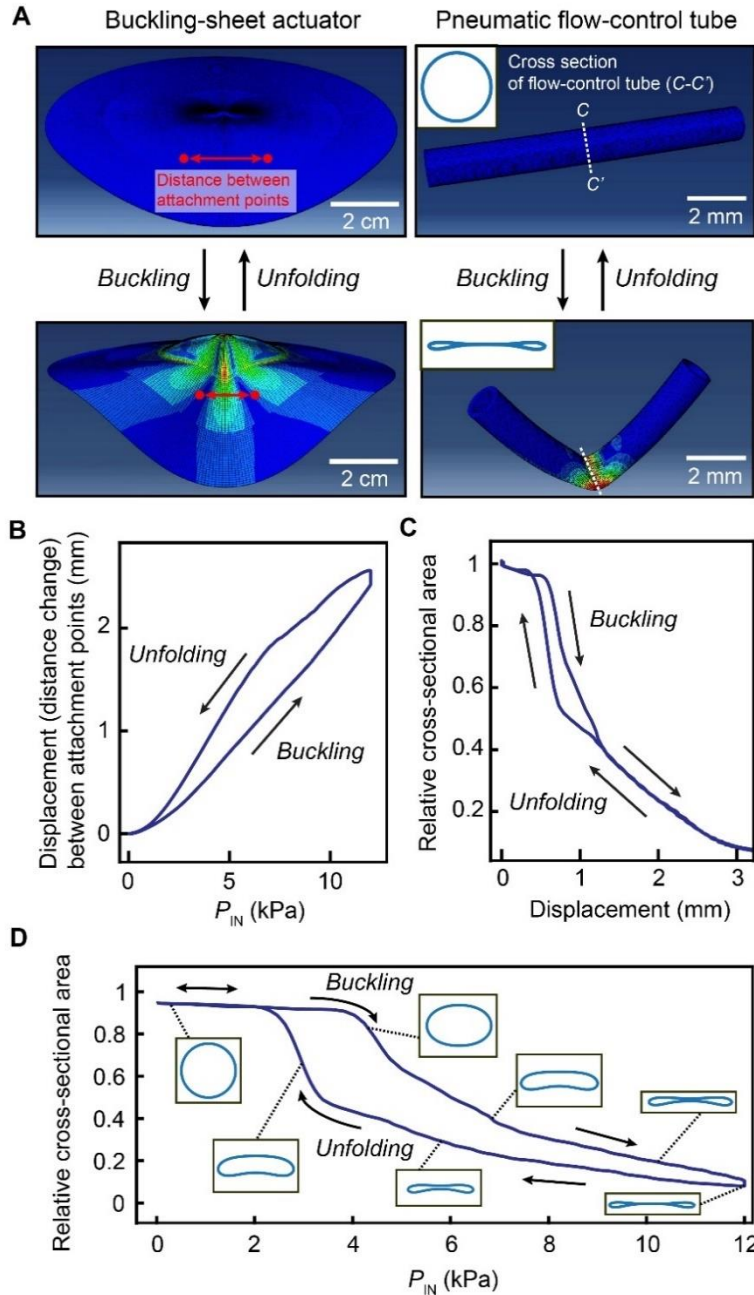 A
Buckling-sheet actuator
Pneumatic flow-control tube
Distance between
attachment points
2 cm
Cross section
of flow-control tube (C-C’)
C
C’
2 mm
Buckling
Unfolding
Buckling
Unfolding
2 cm
2 mm
B
Displacement (distance change)
between attachment points (mm)
2
1
0
Unfolding
Buckling
0
5
10
PIN (kPa)
C
Relative cross-sectional area
1
0.8
0.6
0.4
0.2
Buckling
Unfolding
0
1
2
3
Displacement (mm)
D
Relative cross-sectional area
1
0.8
0.6
0.4
0.2
0
Buckling
Unfolding
0
2
4
6
8
10
12
PIN (kPa)